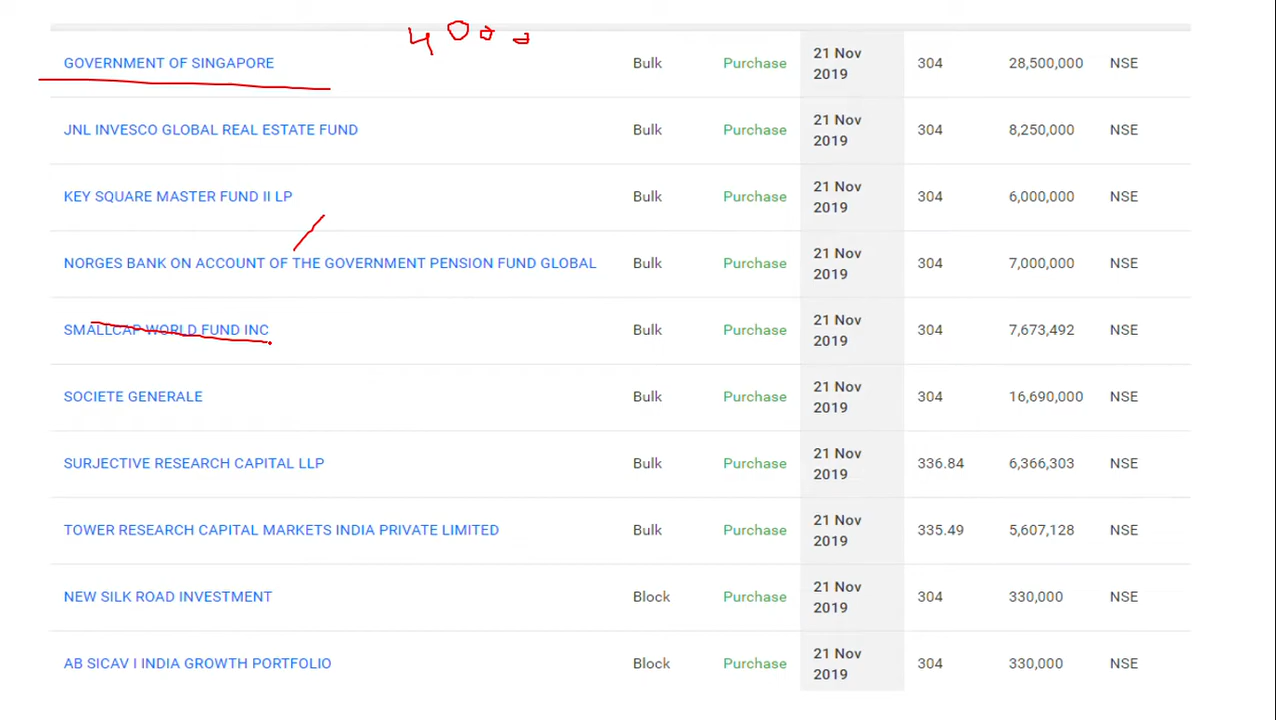 4000
GOVERNMENT OF SINGAPORE Bulk Purchase 21 Nov 2019 304 28,500,000 NSE
JNL INVESCO GLOBAL REAL ESTATE FUND Bulk Purchase 21 Nov 2019 304 8,250,000 NSE
KEY SQUARE MASTER FUND II LP Bulk Purchase 21 Nov 2019 304 6,000,000 NSE
NORGES BANK ON ACCOUNT OF THE GOVERNMENT PENSION FUND GLOBAL Bulk Purchase 21 Nov 2019 304 7,000,000 NSE
SMALLCAP WORLD FUND INC Bulk Purchase 21 Nov 2019 304 7,673,492 NSE
SOCIETE GENERALE Bulk Purchase 21 Nov 2019 304 16,690,000 NSE
SURJECTIVE RESEARCH CAPITAL LLP Bulk Purchase 21 Nov 2019 336.84 6,366,303 NSE
TOWER RESEARCH CAPITAL MARKETS INDIA PRIVATE LIMITED Bulk Purchase 21 Nov 2019 335.49 5,607,128 NSE
NEW SILK ROAD INVESTMENT Block Purchase 21 Nov 2019 304 330,000 NSE
AB SICAV I INDIA GROWTH PORTFOLIO Block Purchase 21 Nov 2019 304 330,000 NSE